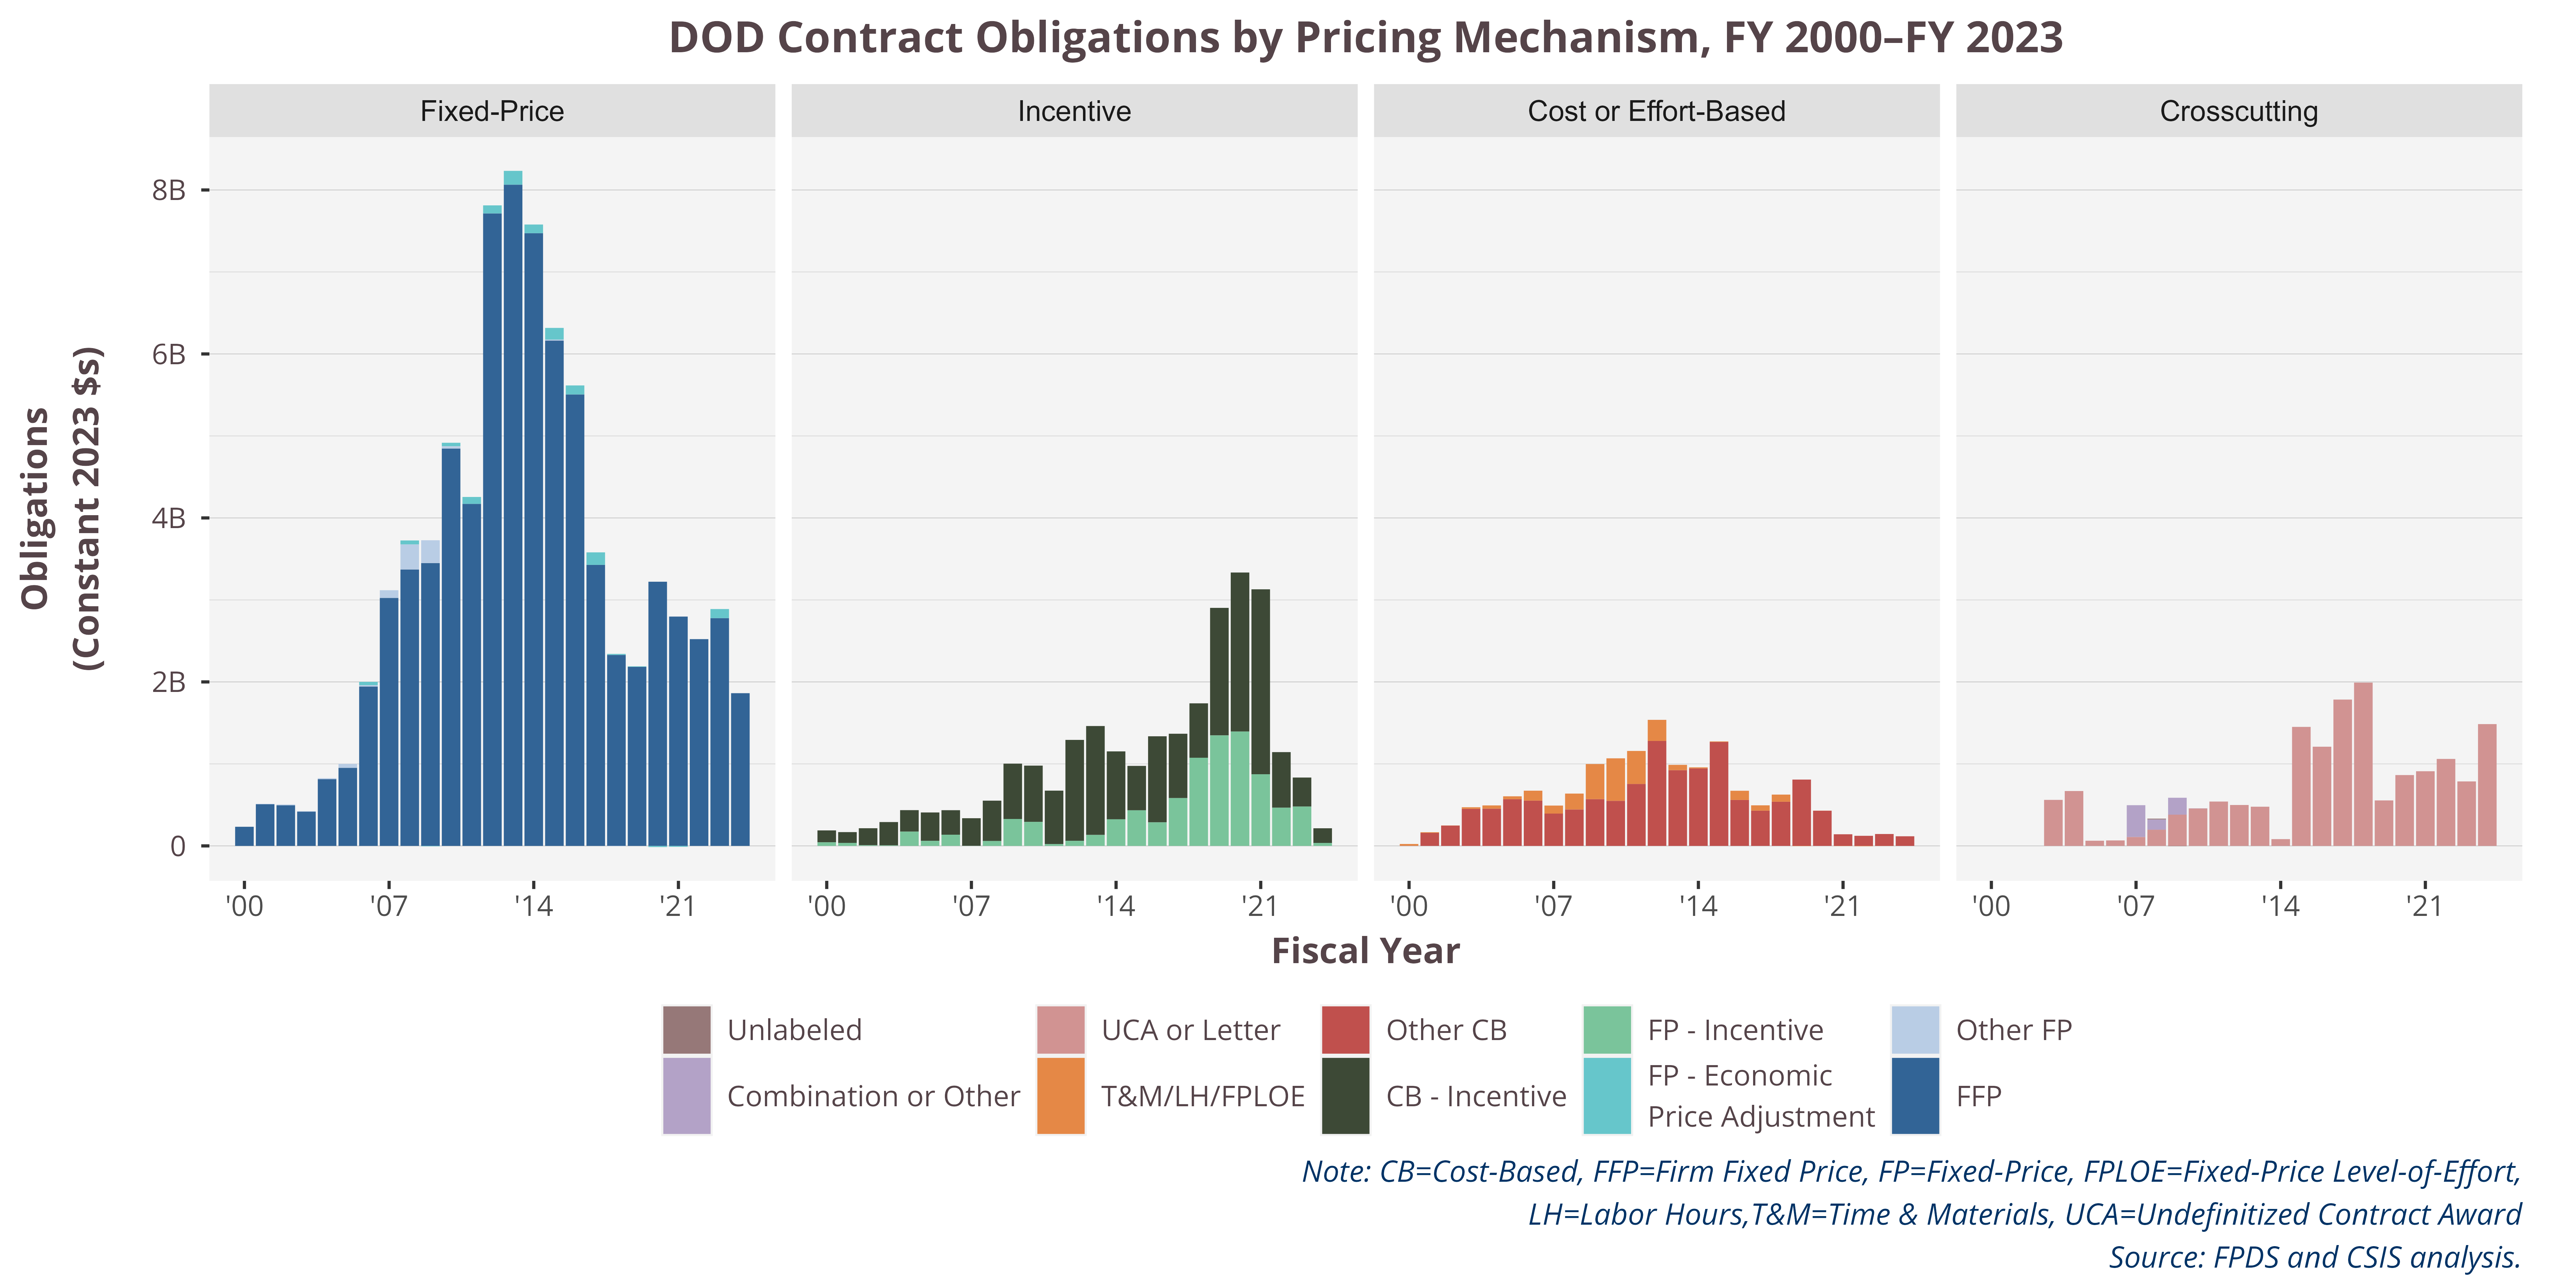 DOD Contract Obligations by Pricing Mechanism, FY 2000–FY 2023
Fixed-Price
Incentive
Cost or Effort-Based
Crosscutting
Obligations
(Constant 2023 $s)
8B
6B
4B
2B
0
'00 '07 '14 '21
'00 '07 '14 '21
'00 '07 '14 '21
'00 '07 '14 '21
Fiscal Year
Unlabeled
UCA or Letter
Other CB
FP - Incentive
Other FP
Combination or Other
T&M/LH/FPLOE
CB - Incentive
FP - Economic
Price Adjustment
FFP
Note: CB=Cost-Based, FFP=Firm Fixed Price, FP=Fixed-Price, FPLOE=Fixed-Price Level-of-Effort,
LH=Labor Hours,T&M=Time & Materials, UCA=Undefinitized Contract Award
Source: FPDS and CSIS analysis.